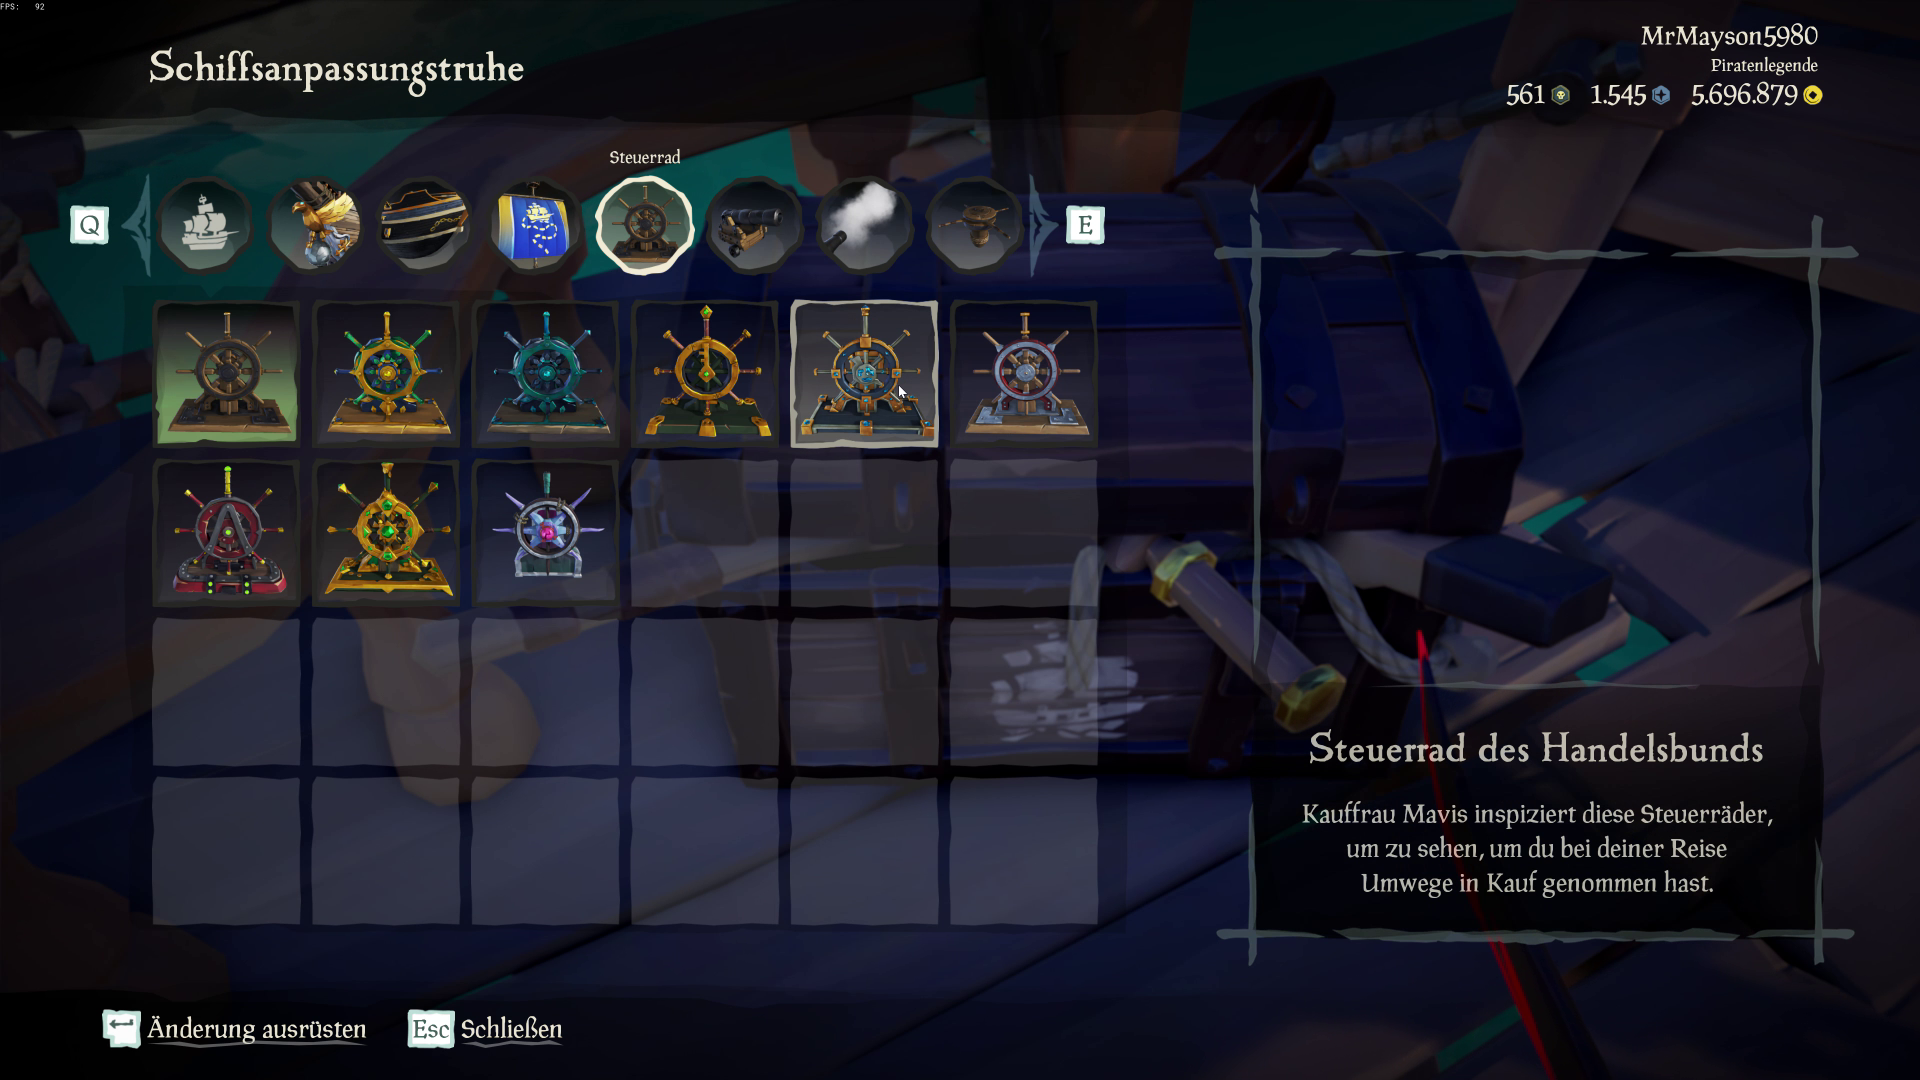 FPS: 92
Schiffsanpassungstruhe
MrMayson5980
Piratenlegende
561 1.545 5.696.879
Steuerrad
Q
E
Steuerrad des Handelsbunds
Kauffrau Mavis inspiziert diese Steuerräder,
um zu sehen, um du bei deiner Reise
Umwege in Kauf genommen hast.
Änderung ausrüsten Esc Schließen